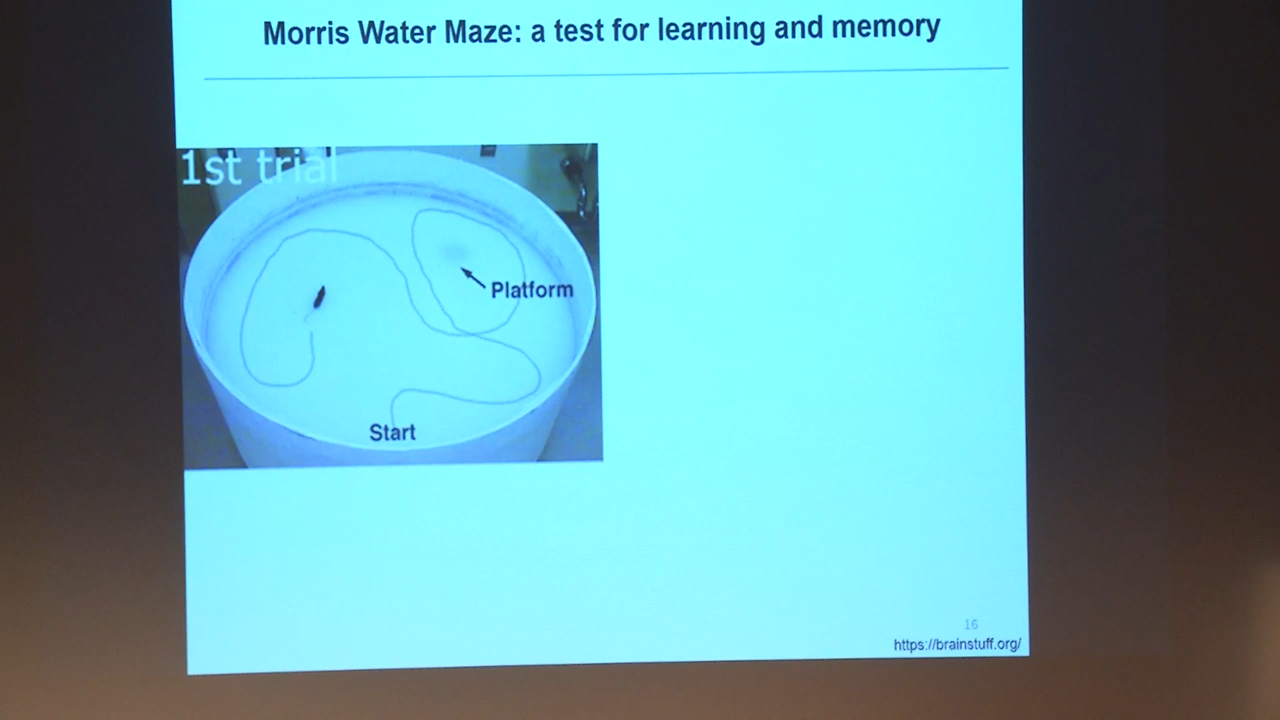 Morris Water Maze: a test for learning and memory
1st trial
Platform
Start
16
https://brainstuff.org/